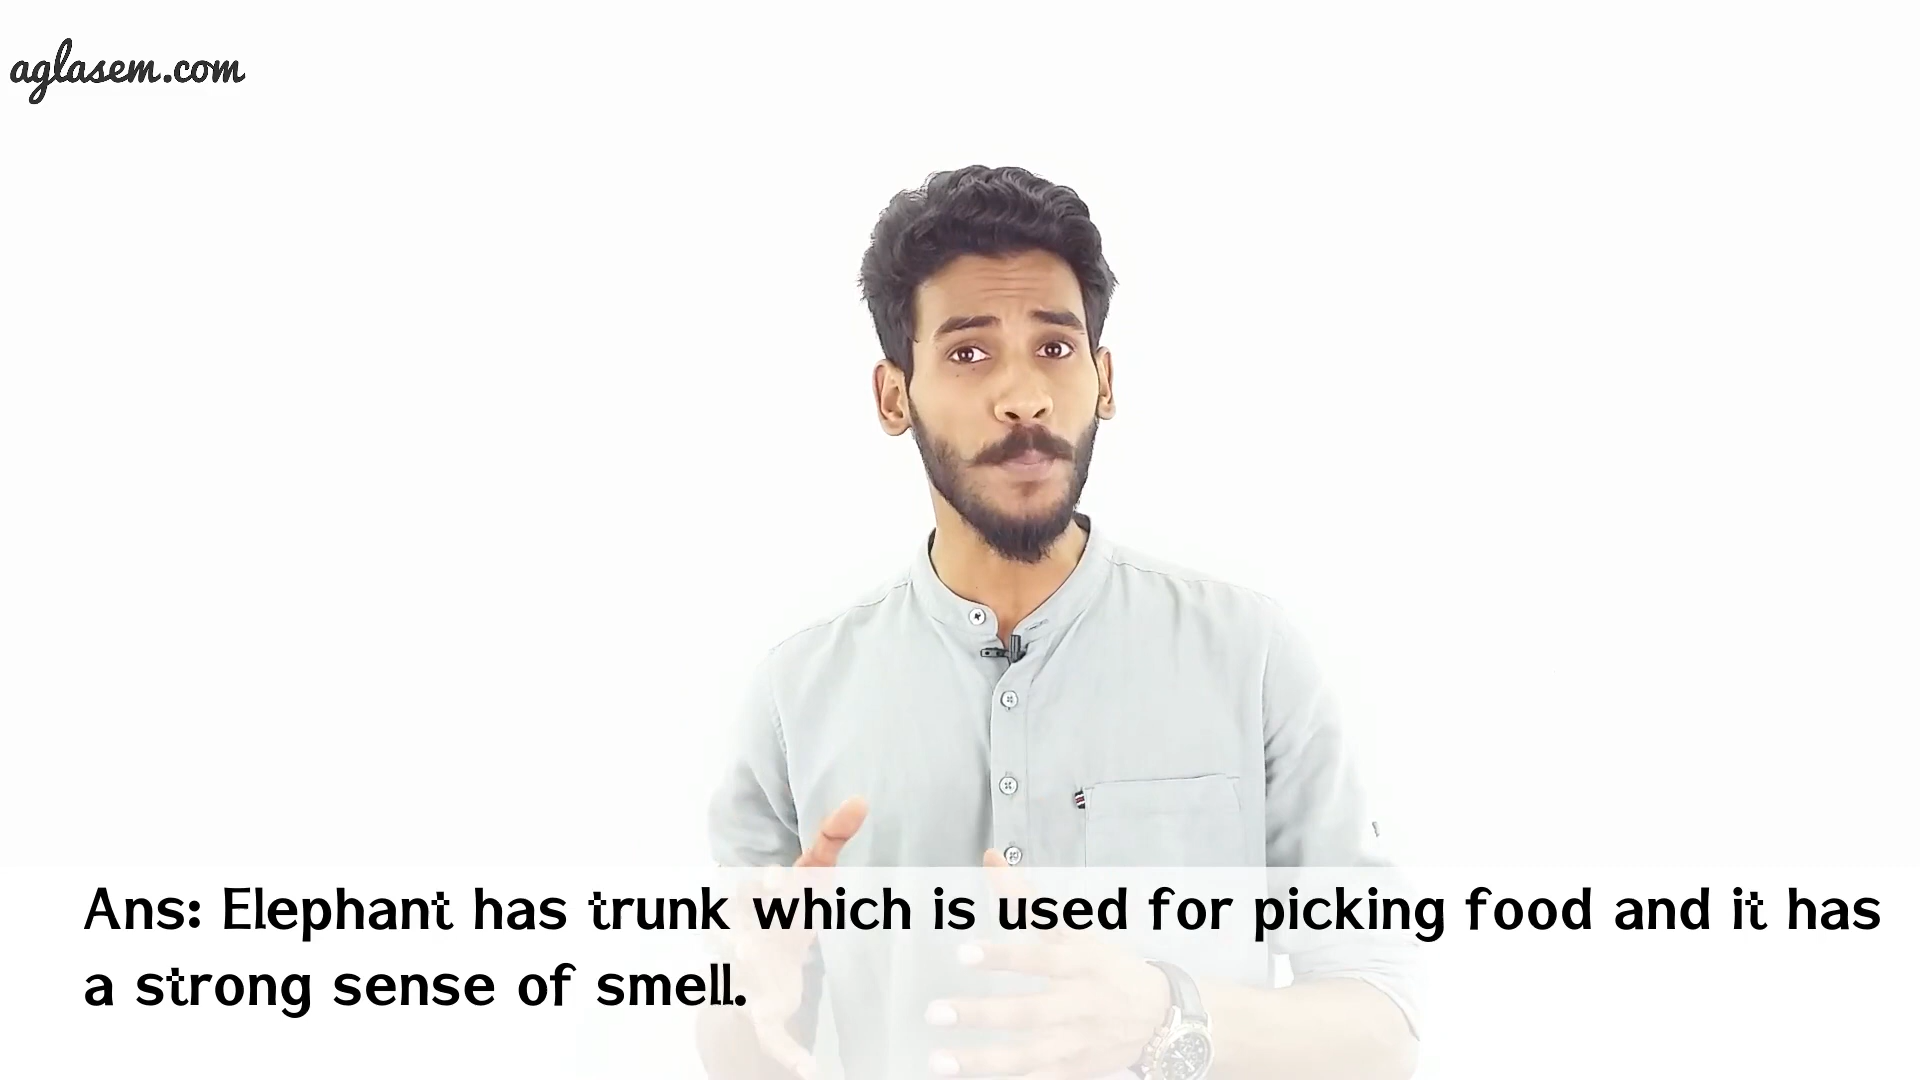 aglasem.com
Ans: Elephant has trunk which is used for picking food and it has
a strong sense of smell.